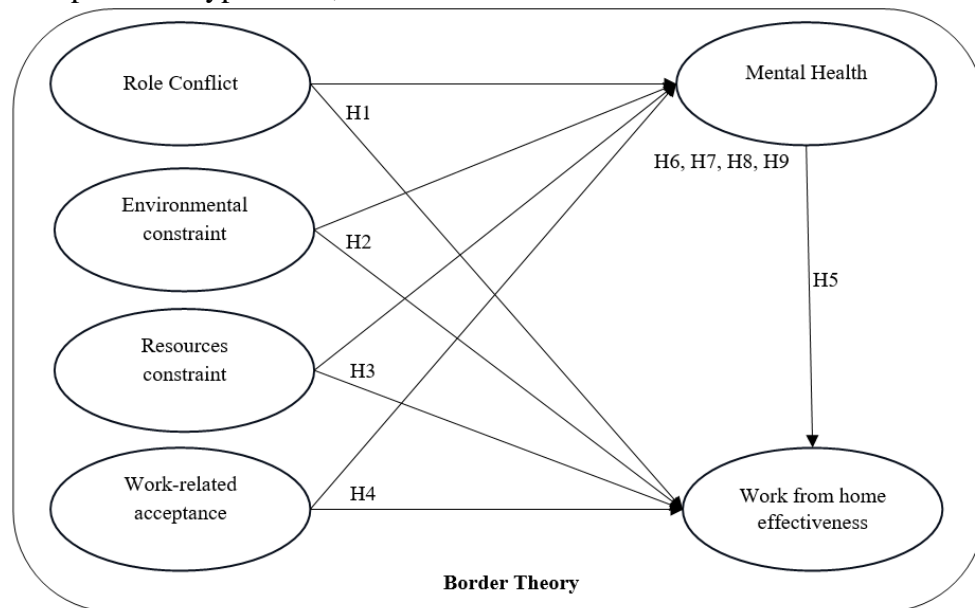 Role Conflict
Mental Health
H1
H6, H7, H8, H9
Environmental
constraint
H2
H5
Resources
constraint
H3
Work-related
acceptance
H4
Work from home
effectiveness
Border Theory